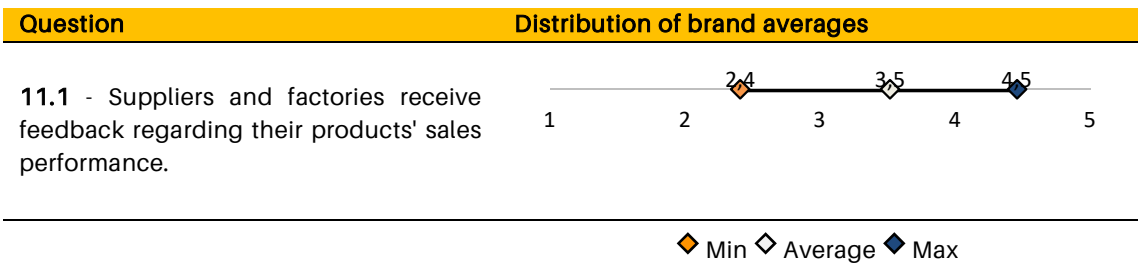 Question Distribution of brand averages
11.1 - Suppliers and factories receive
feedback regarding their products' sales
performance.
2,4 3,5 4,5
1 2 3 4 5
Min Average Max